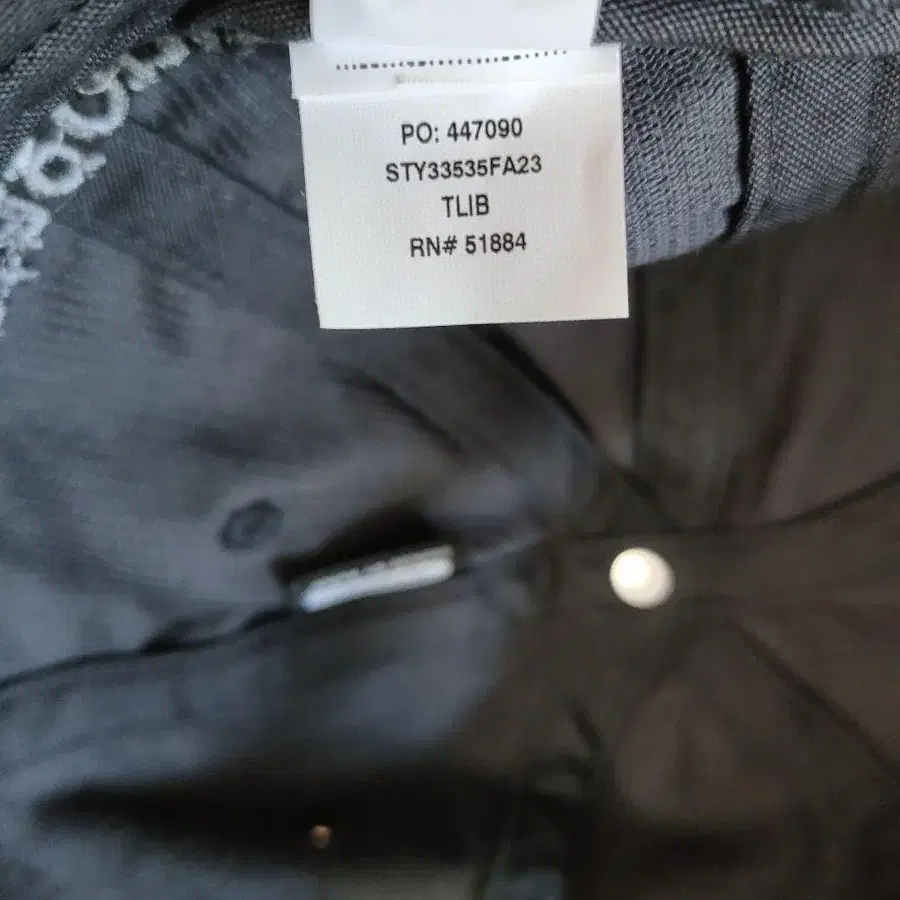 PO: 447090
STY33535FA23
TLIB
RN# 51884